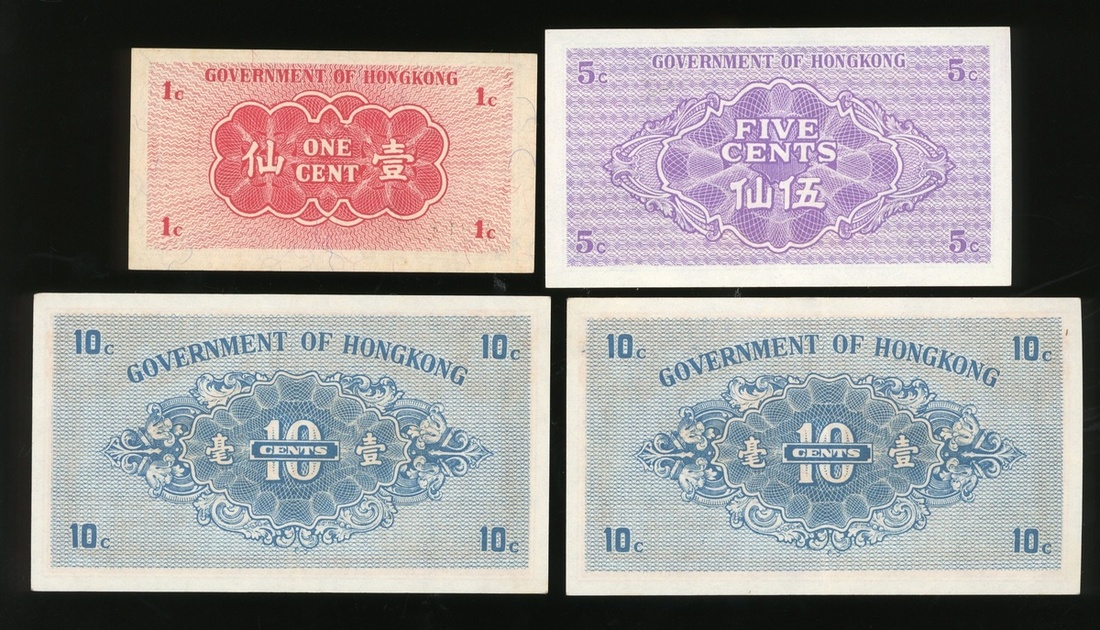 GOVERNMENT OF HONGKONG
1c 1c
仙 ONE CENT 壹
1c 1c
GOVERNMENT OF HONGKONG
5c 5c
FIVE
CENTS
仙伍
5c 5c
10c 10c
GOVERNMENT OF HONGKONG
毫 10 CENTS 壹
10c 10c
10c 10c
GOVERNMENT OF HONGKONG
毫 10 CENTS 壹
10c 10c